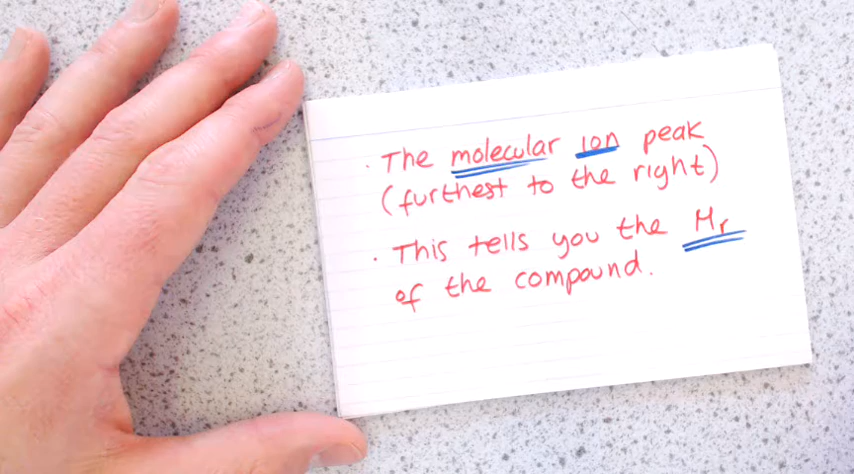 · The molecular ion peak
(furthest to the right)
· This tells you the Mr
of the compound.